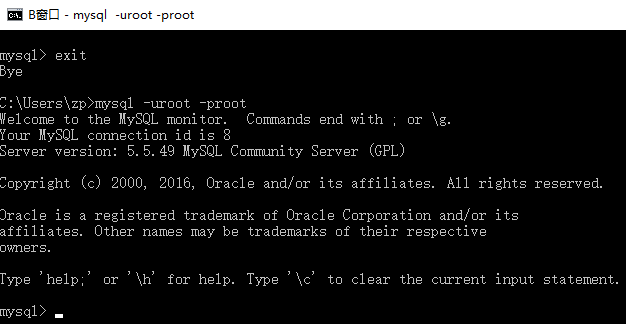 B窗口 - mysql  -uroot -proot
mysql> exit
Bye
C:\Users\zp>mysql -uroot -proot
Welcome to the MySQL monitor.  Commands end with ; or \g.
Your MySQL connection id is 8
Server version: 5.5.49 MySQL Community Server (GPL)
Copyright (c) 2000, 2016, Oracle and/or its affiliates. All rights reserved.
Oracle is a registered trademark of Oracle Corporation and/or its
affiliates. Other names may be trademarks of their respective
owners.
Type 'help;' or '\h' for help. Type '\c' to clear the current input statement.
mysql> _